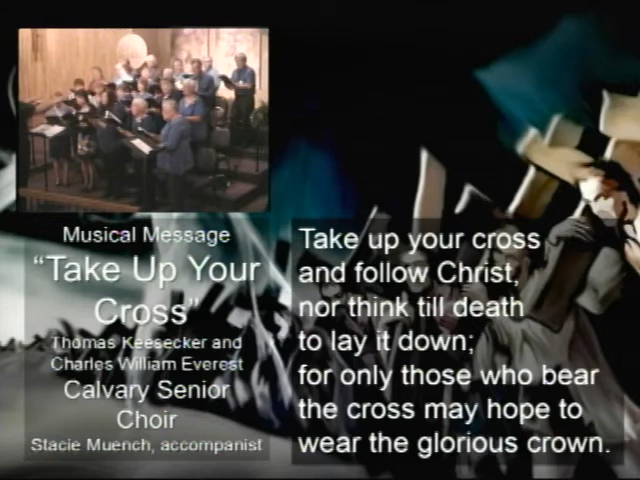 Musical Message
“Take Up Your
Cross”
Thomas Keesecker and
Charles William Everest
Calvary Senior
Choir
Stacie Muench, accompanist
Take up your cross
and follow Christ,
nor think till death
to lay it down;
for only those who bear
the cross may hope to
wear the glorious crown.